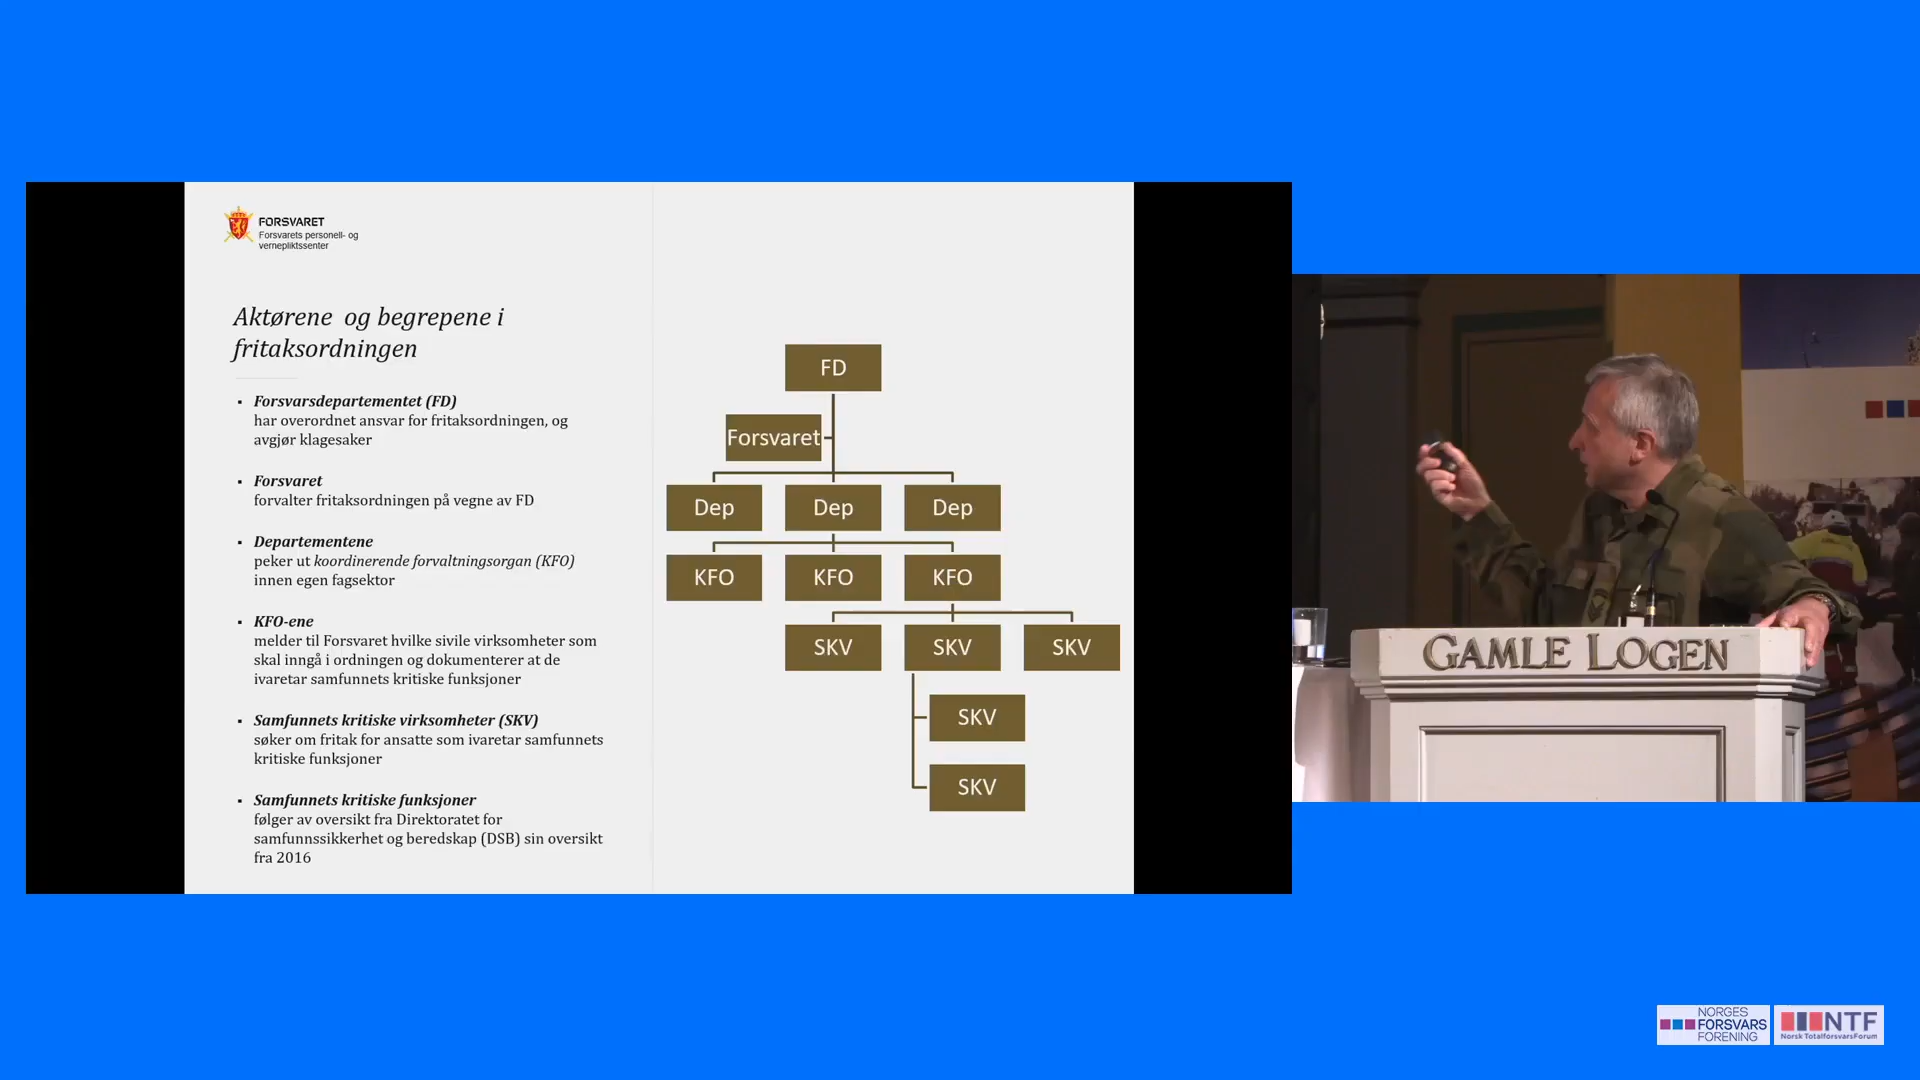 FORSVARET
Forsvarets personell- og
vernepliktssenter
Aktørene og begrepene i
fritaksordningen
▪ Forsvarsdepartementet (FD)
har overordnet ansvar for fritaksordningen, og
avgjør klagesaker
▪ Forsvaret
forvalter fritaksordningen på vegne av FD
▪ Departementene
peker ut koordinerende forvaltningsorgan (KFO)
innen egen fagsektor
▪ KFO-ene
melder til Forsvaret hvilke sivile virksomheter som
skal inngå i ordningen og dokumenterer at de
ivaretar samfunnets kritiske funksjoner
▪ Samfunnets kritiske virksomheter (SKV)
søker om fritak for ansatte som ivaretar samfunnets
kritiske funksjoner
▪ Samfunnets kritiske funksjoner
følger av oversikt fra Direktoratet for
samfunnssikkerhet og beredskap (DSB) sin oversikt
fra 2016
FD
Forsvaret
Dep Dep Dep
KFO KFO KFO
SKV SKV SKV
SKV
SKV
GAMLE LOGEN
NORGES
FORSVARS
FORENING
NTF
Norsk TotalforsvarsForum